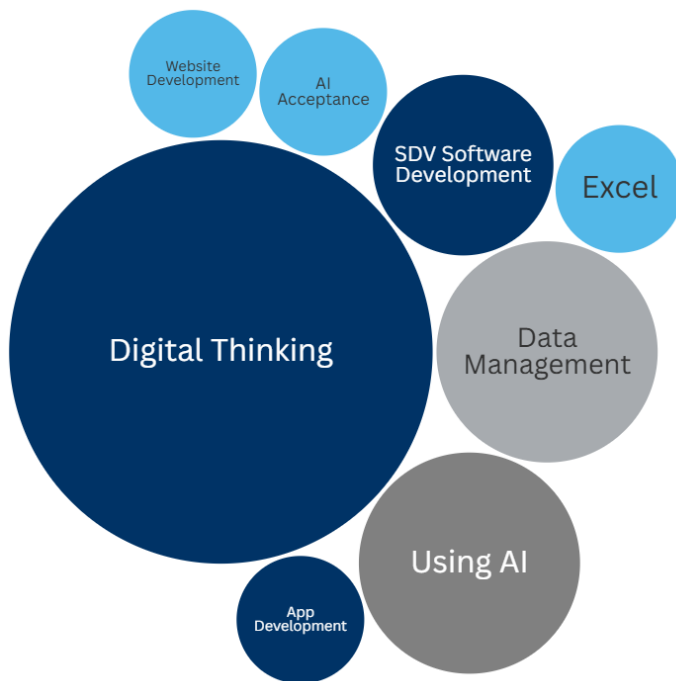 Website
Development
AI
Acceptance
SDV Software
Development
Excel
Digital Thinking
Data
Management
Using AI
App
Development